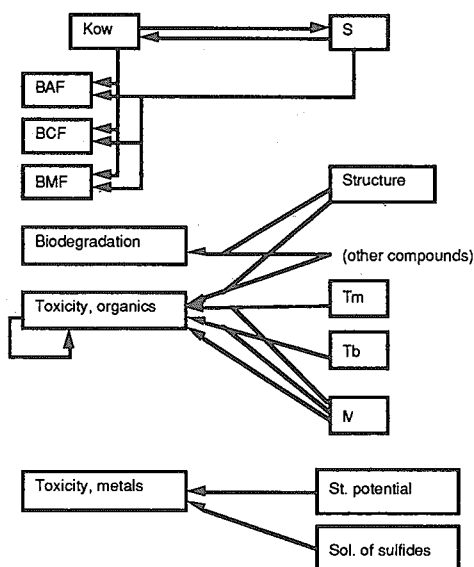 Kow
S
BAF
BCF
BMF
Structure
Biodegradation
(other compounds)
Toxicity, organics
Tm
Tb
IV
Toxicity, metals
St. potential
Sol. of sulfides